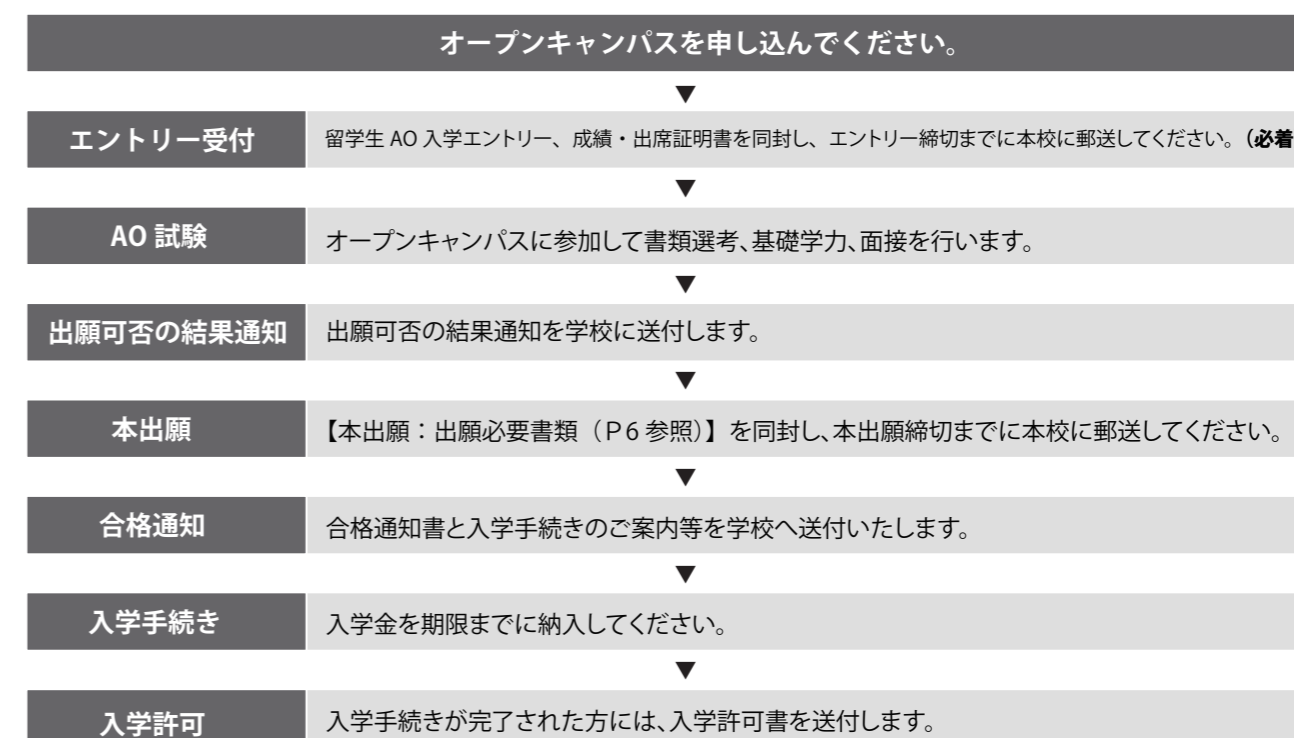 オープンキャンパスを申し込んでください。
▼
エントリー受付 留学生 AO 入学エントリー、成績・出席証明書を同封し、エントリー締切までに本校に郵送してください。(必着
▼
AO 試験 オープンキャンパスに参加して書類選考、基礎学力、面接を行います。
▼
出願可否の結果通知 出願可否の結果通知を学校に送付します。
▼
本出願 【本出願：出願必要書類（P6 参照）】を同封し、本出願締切までに本校に郵送してください。
▼
合格通知 合格通知書と入学手続きのご案内等を学校へ送付いたします。
▼
入学手続き 入学金を期限までに納入してください。
▼
入学許可 入学手続きが完了された方には、入学許可書を送付します。